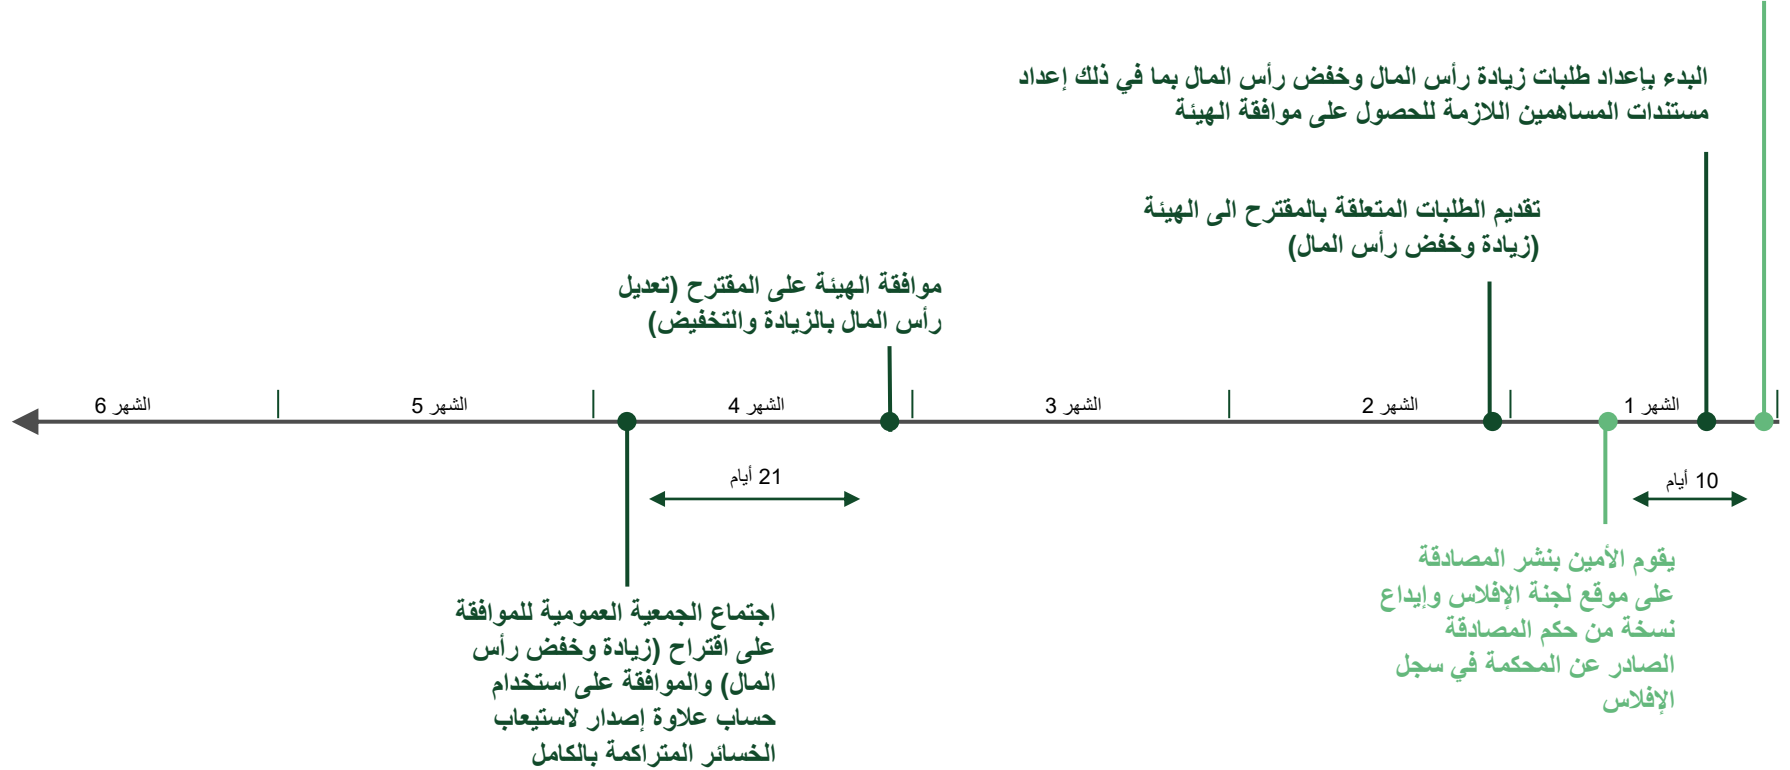 البدء بإعداد طلبات زيادة رأس المال وخفض رأس المال بما في ذلك إعداد
مستندات المساهمين اللازمة للحصول على موافقة الهيئة
تقديم الطلبات المتعلقة بالمقترح الى الهيئة
(زيادة وخفض رأس المال)
موافقة الهيئة على المقترح (تعديل
رأس المال بالزيادة والتخفيض)
الشهر 1
الشهر 2
الشهر 3
الشهر 4
الشهر 5
الشهر 6
10 أيام
21 أيام
يقوم الأمين بنشر المصادقة
على موقع لجنة الإفلاس وإيداع
نسخة من حكم المصادقة
الصادر عن المحكمة في سجل
الإفلاس
اجتماع الجمعية العمومية للموافقة
على اقتراح (زيادة وخفض رأس
المال) والموافقة على استخدام
حساب علاوة إصدار لاستيعاب
الخسائر المتراكمة بالكامل